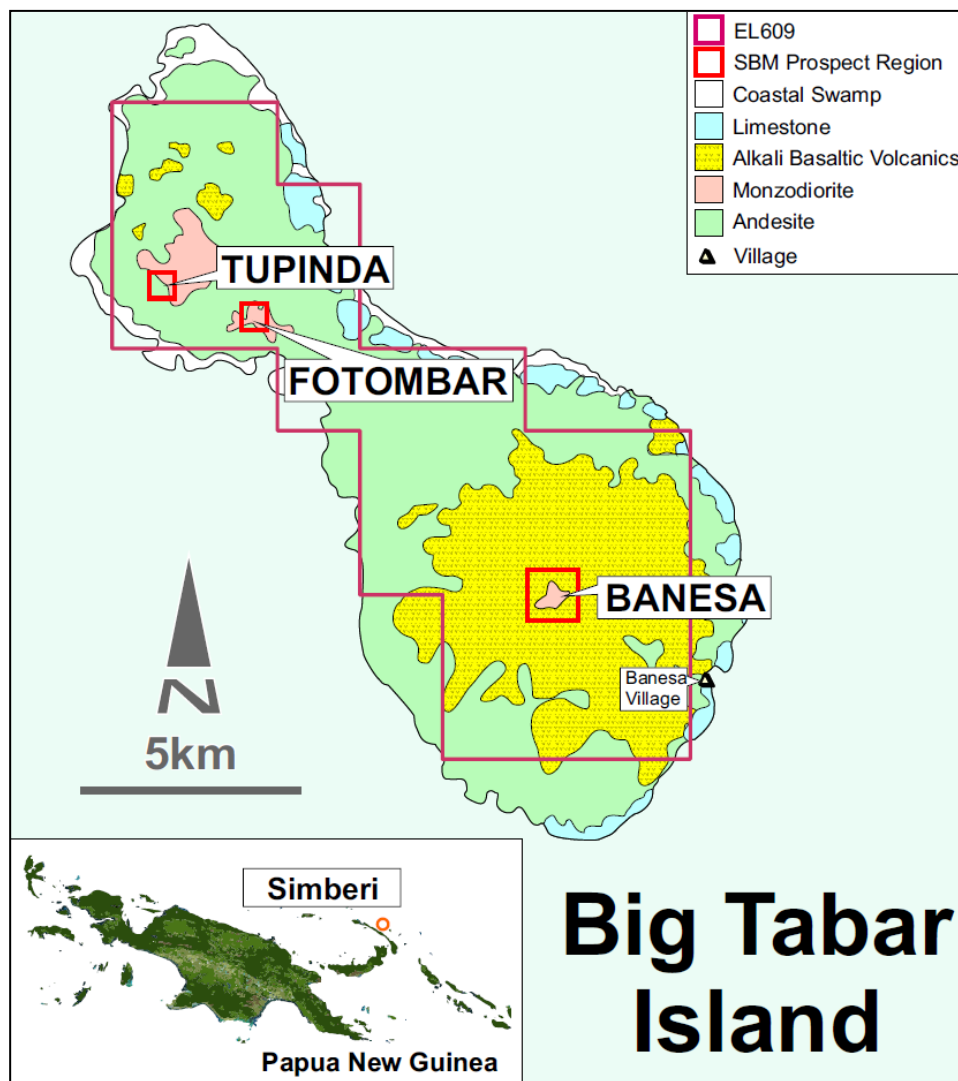 EL609
SBM Prospect Region
Coastal Swamp
Limestone
Alkali Basaltic Volcanics
Monzodiorite
Andesite
Village
TUPINDA
FOTOMBAR
BANESA
Banesa
Village
N
5km
Simberi
Papua New Guinea
Big Tabar
Island